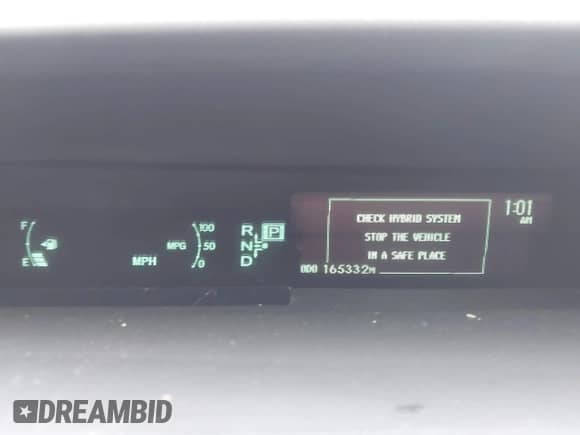 F
E
MPH
MPG
100
50
0
R P
N
D
CHECK HYBRID SYSTEM
STOP THE VEHICLE
IN A SAFE PLACE
ODO 165332M
1:01
AM
DREAMBID